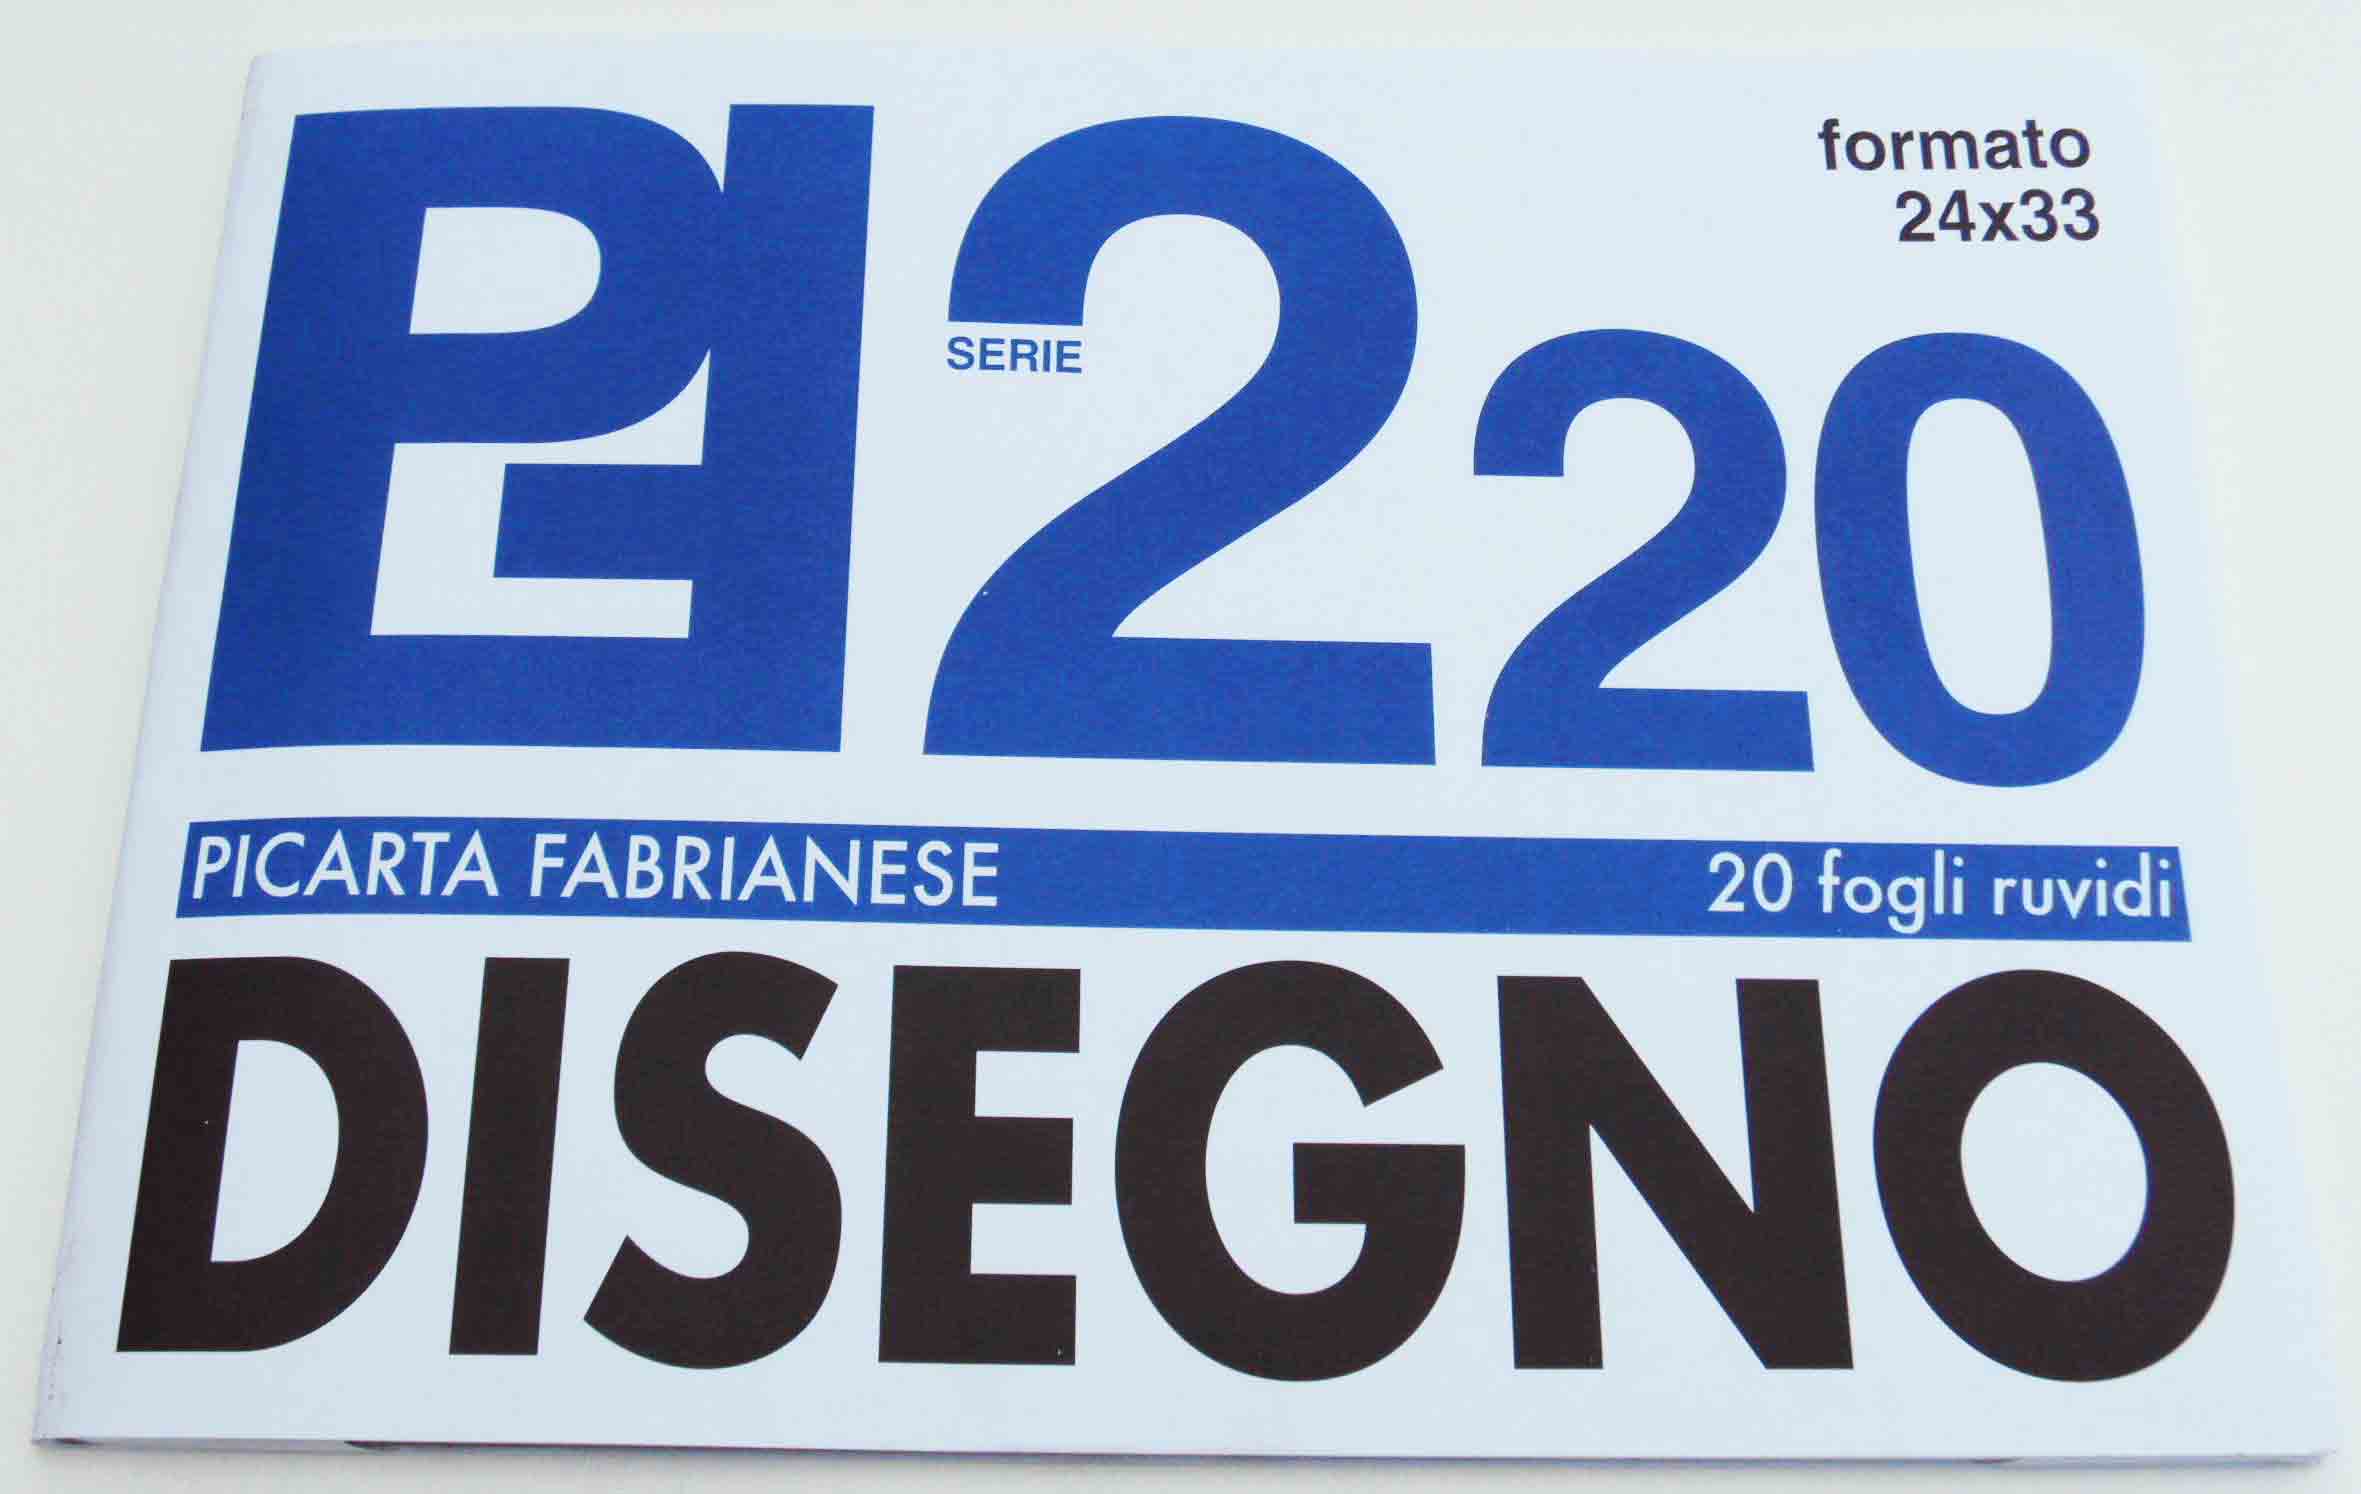 PI 2 20
SERIE
formato
24x33
PICARTA FABRIANESE 20 fogli ruvidi
DISEGNO